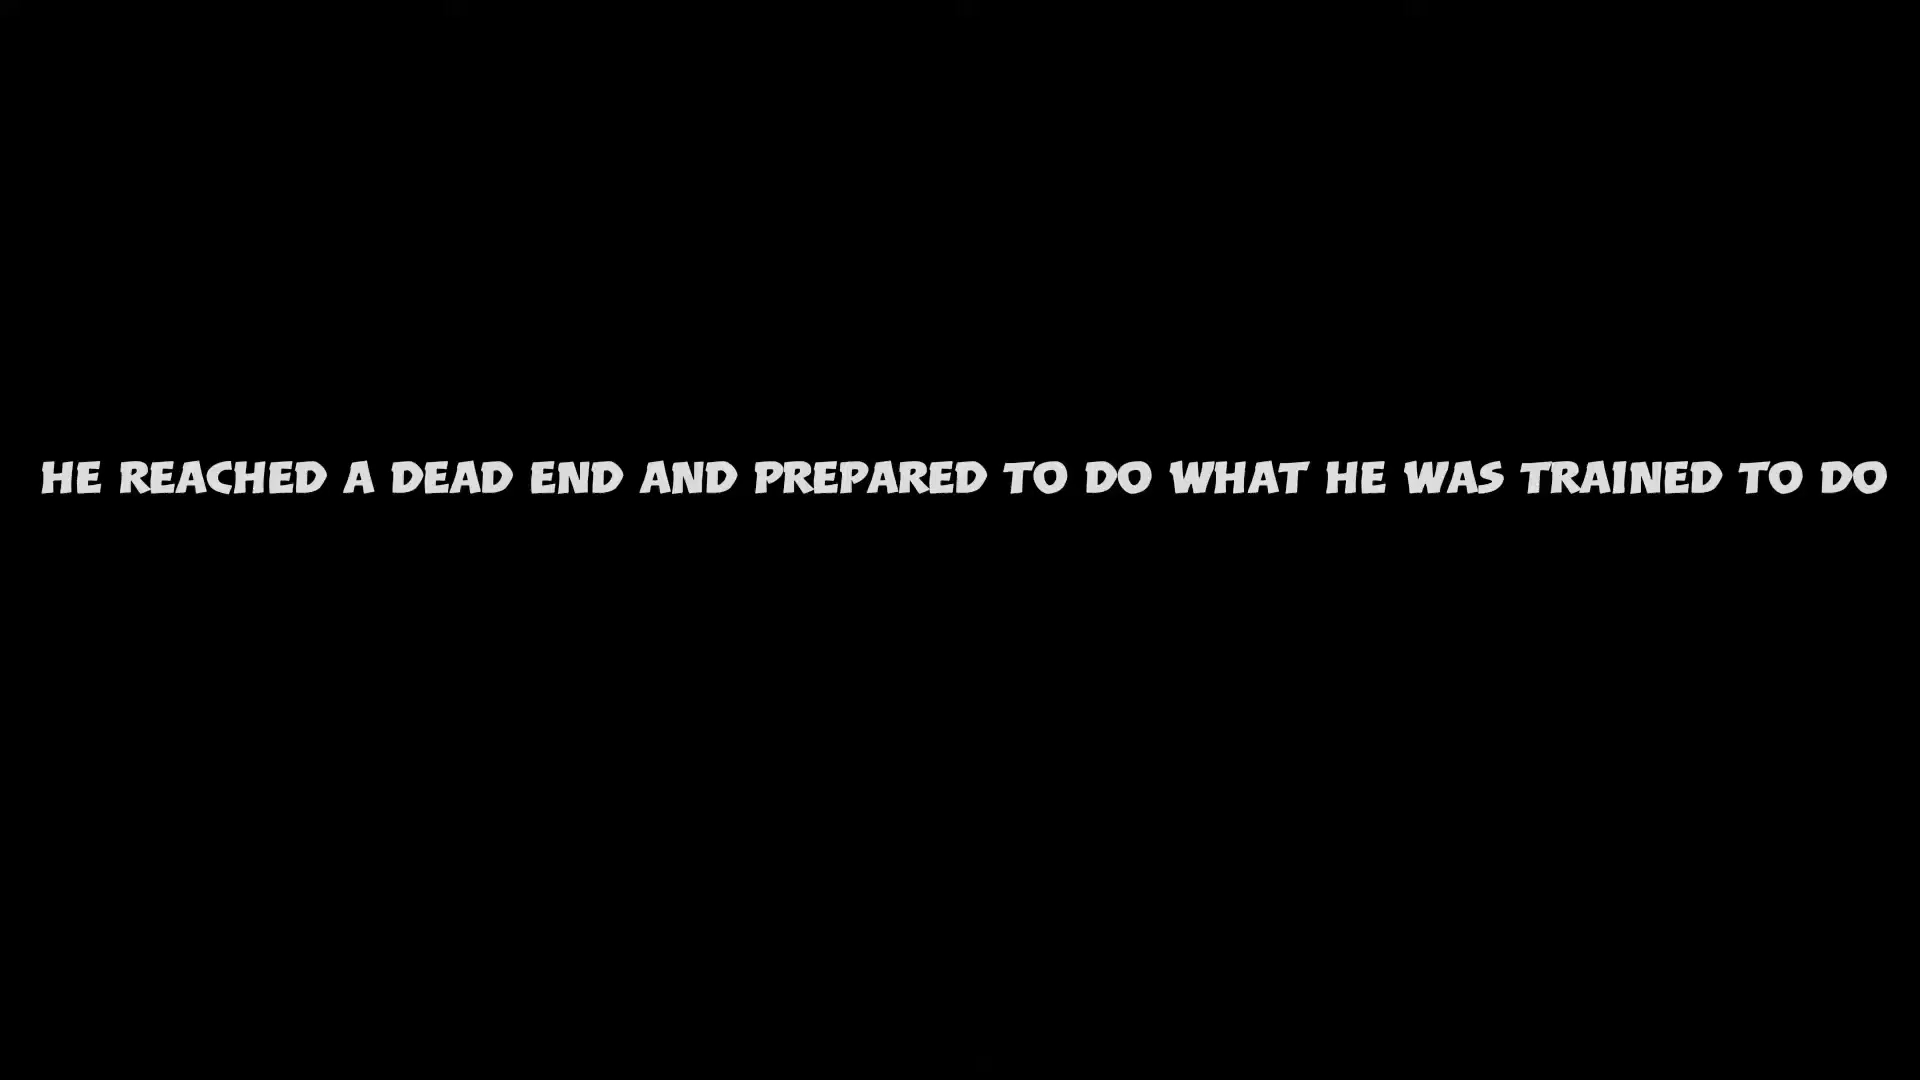 HE REACHED A DEAD END AND PREPARED TO DO WHAT HE WAS TRAINED TO DO